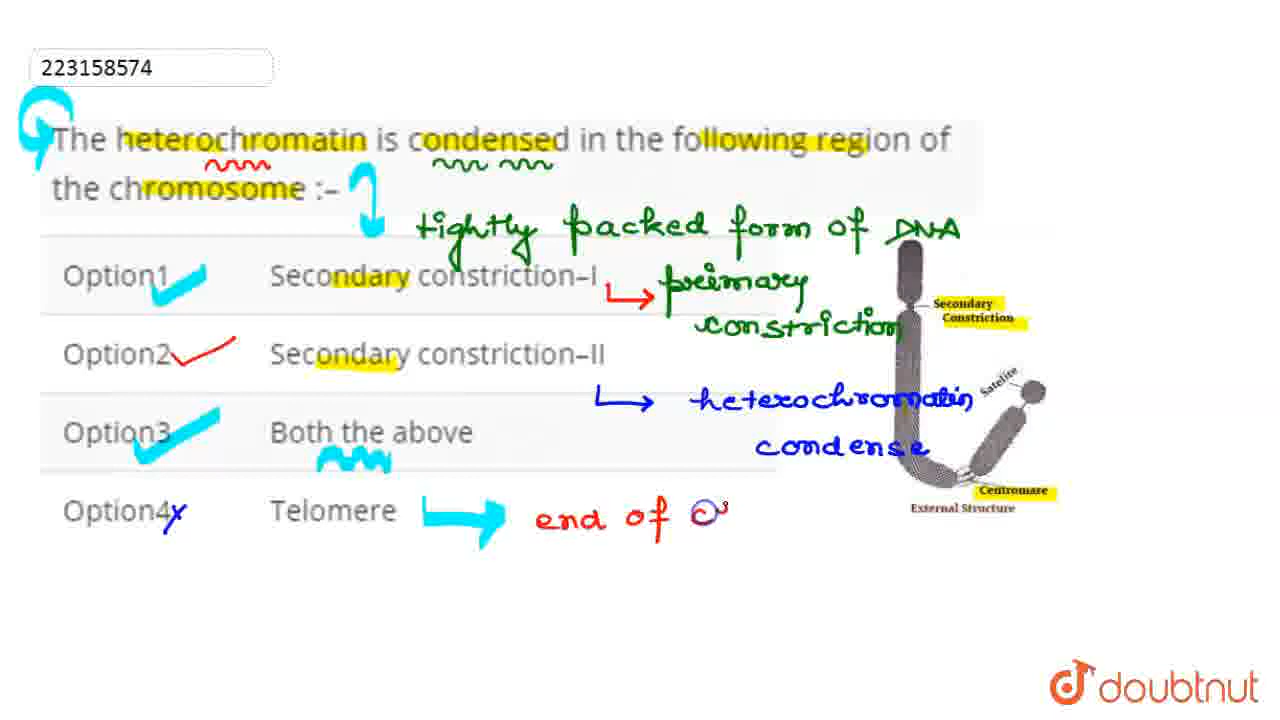 223158574
The heterochromatin is condensed in the following region of
the chromosome :–
tightly packed form of DNA
Option1 Secondary constriction–I
primary
constriction
Secondary
Constriction
Option2 Secondary constriction–II
heterochromatin
condense
Satelite
Option3 Both the above
Centromare
External Structure
Option4 Telomere
end of
doubtnut